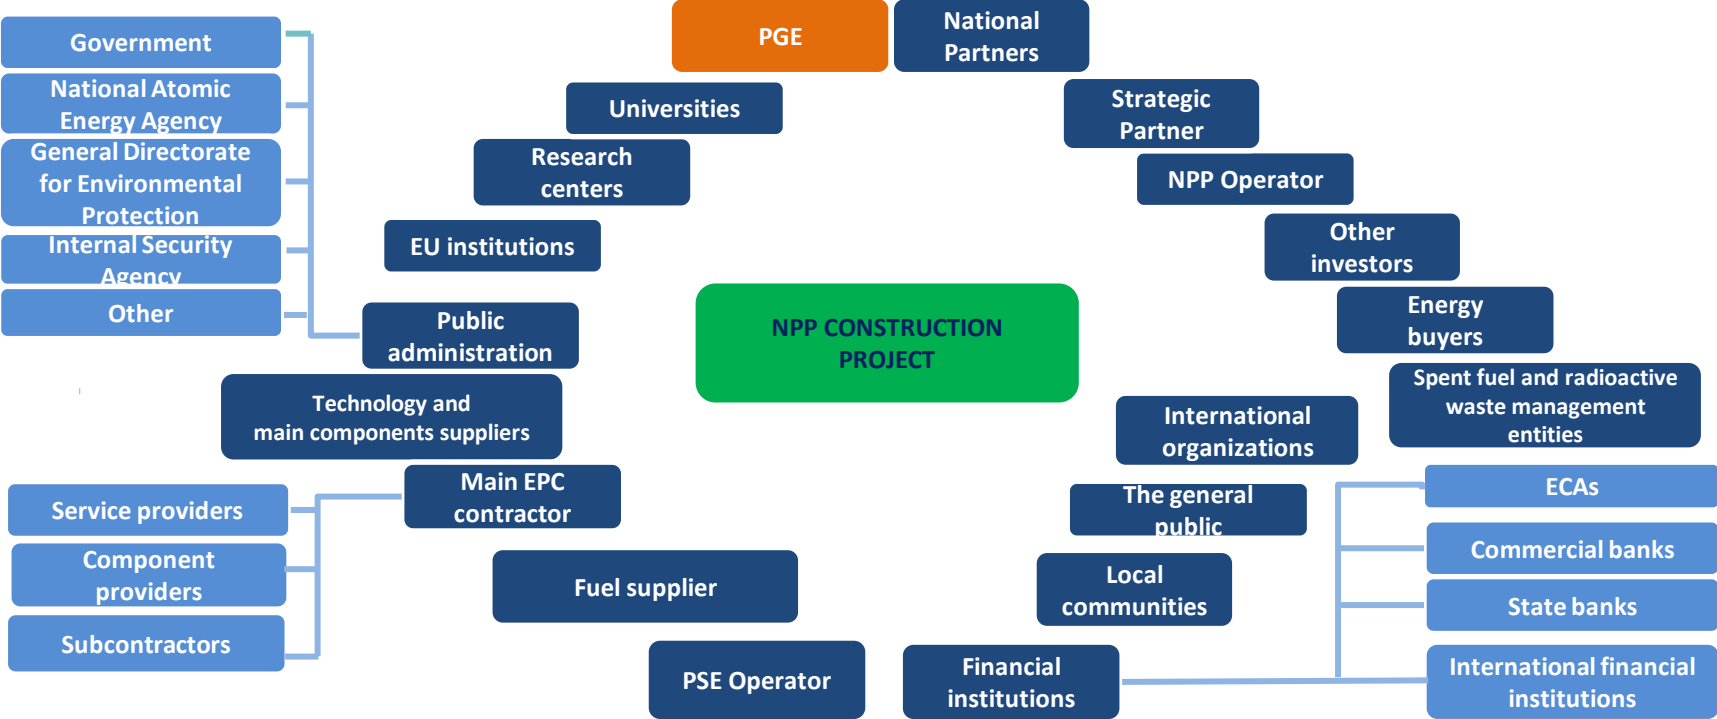 PGE
National
Partners
Government
National Atomic
Energy Agency
General Directorate
for Environmental
Protection
Internal Security
Agency
Other
Universities
Research
centers
EU institutions
Public
administration
Technology and
main components suppliers
Main EPC
contractor
Service providers
Component
providers
Subcontractors
Fuel supplier
PSE Operator
NPP CONSTRUCTION
PROJECT
Strategic
Partner
NPP Operator
Other
investors
Energy
buyers
Spent fuel and radioactive
waste management
entities
International
organizations
The general
public
Local
communities
Financial
institutions
ECAs
Commercial banks
State banks
International financial
institutions